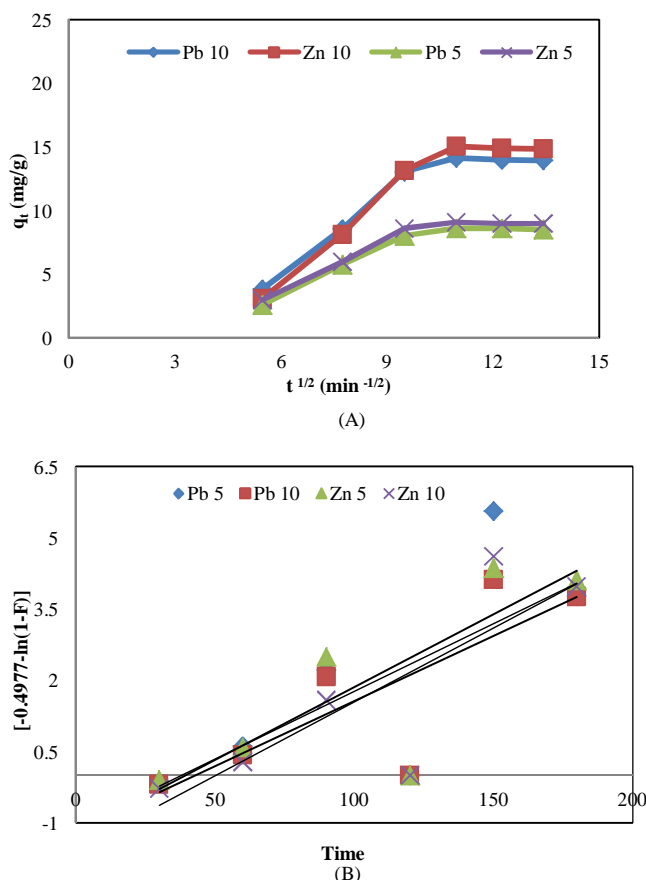 25
Pb 10 Zn 10 Pb 5 Zn 5
20
15
10
5
0
qt (mg/g)
0 3 6 9 12 15
t 1/2 (min -1/2)
(A)
6.5
Pb 5 Pb 10 Zn 5 Zn 10
5
3.5
2
0.5
-1
[-0.4977-ln(1-F)]
0 50 100 150 200
Time
(B)